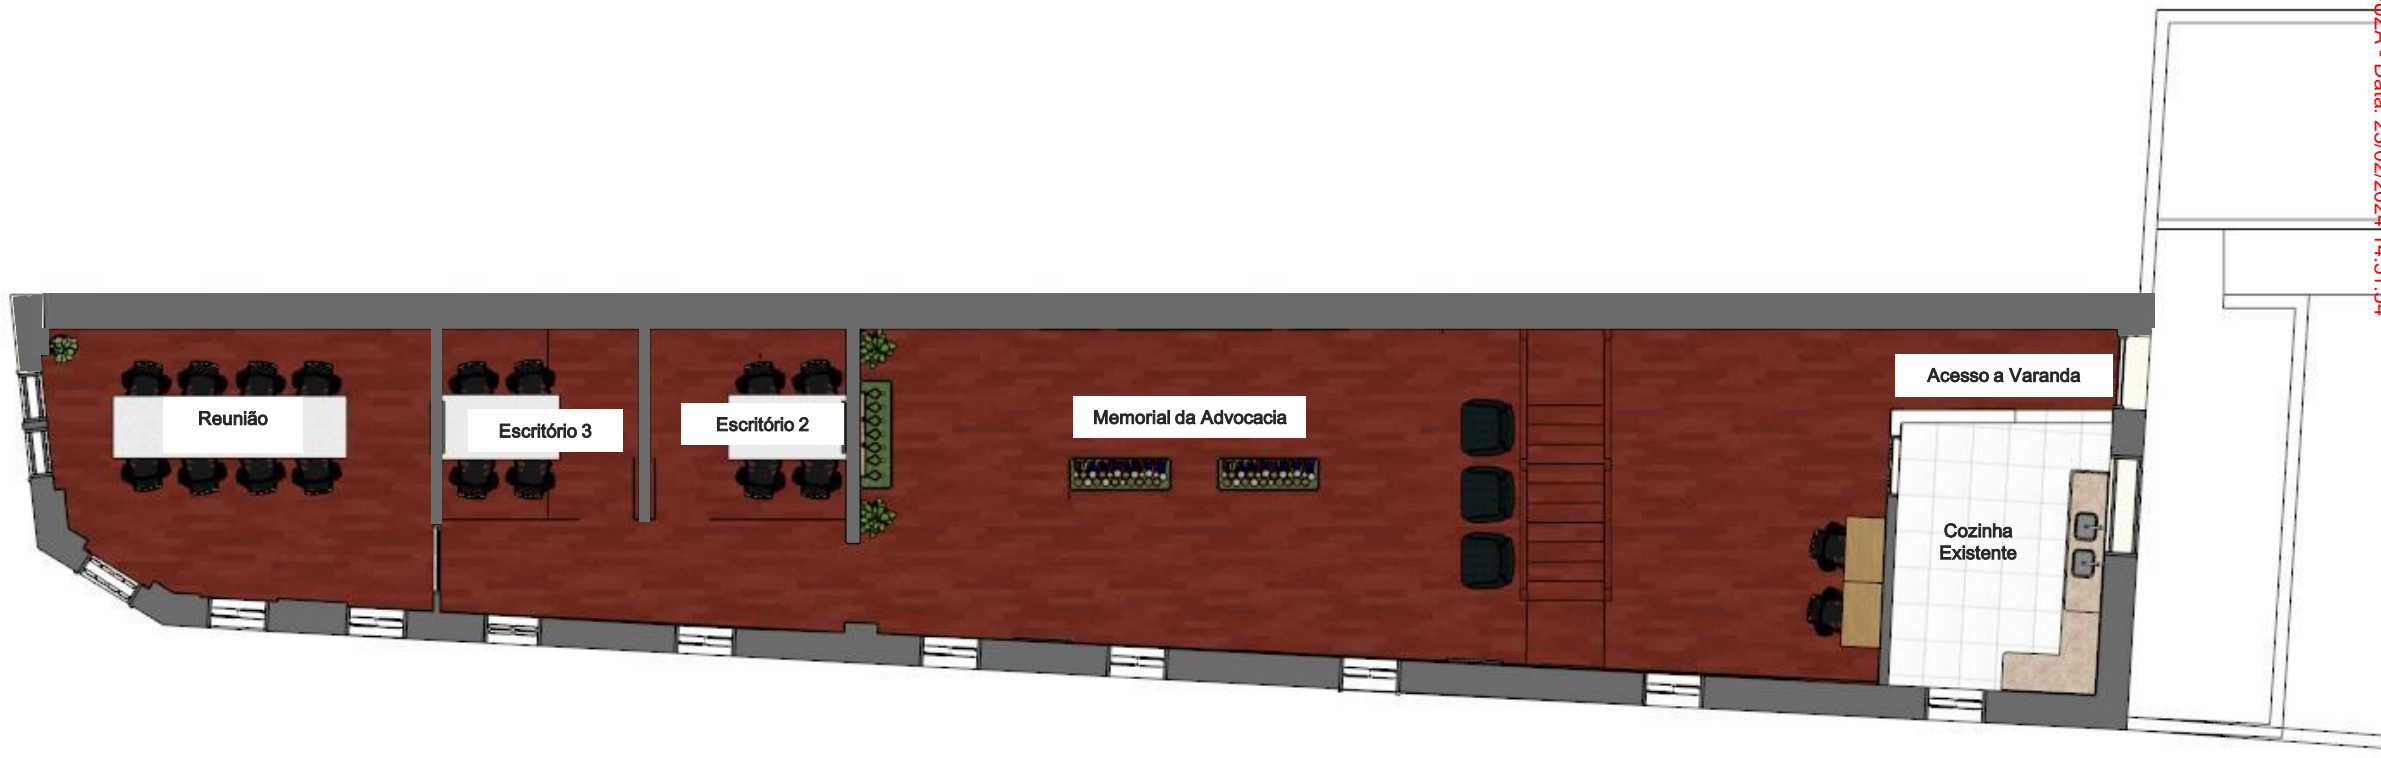 Acesso a Varanda
Reunião
Escritório 3
Escritório 2
Memorial da Advocacia
Cozinha
Existente